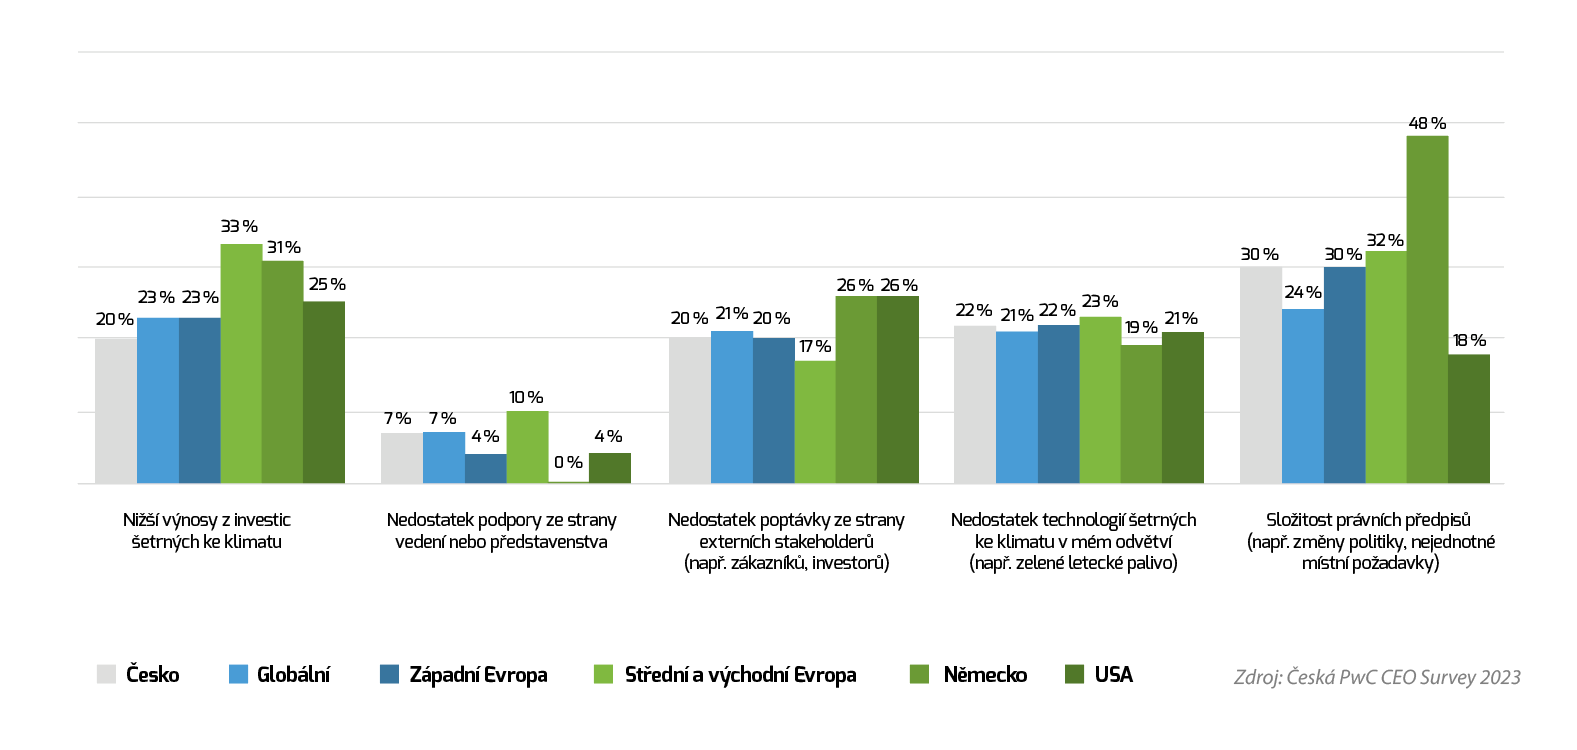 20 %
23 %
23 %
33 %
31 %
25 %
7 %
7 %
4 %
10 %
0 %
4 %
20 %
21 %
20 %
17 %
26 %
26 %
22 %
21 %
22 %
23 %
19 %
21 %
30 %
24 %
30 %
32 %
48 %
18 %
Nižší výnosy z investic
šetrných ke klimatu
Nedostatek podpory ze strany
vedení nebo představenstva
Nedostatek poptávky ze strany
externích stakeholderů
(např. zákazníků, investorů)
Nedostatek technologií šetrných
ke klimatu v mém odvětví
(např. zelené letecké palivo)
Složitost právních předpisů
(např. změny politiky, nejednotné
místní požadavky)
Česko
Globální
Západní Evropa
Střední a východní Evropa
Německo
USA
Zdroj: Česká PwC CEO Survey 2023